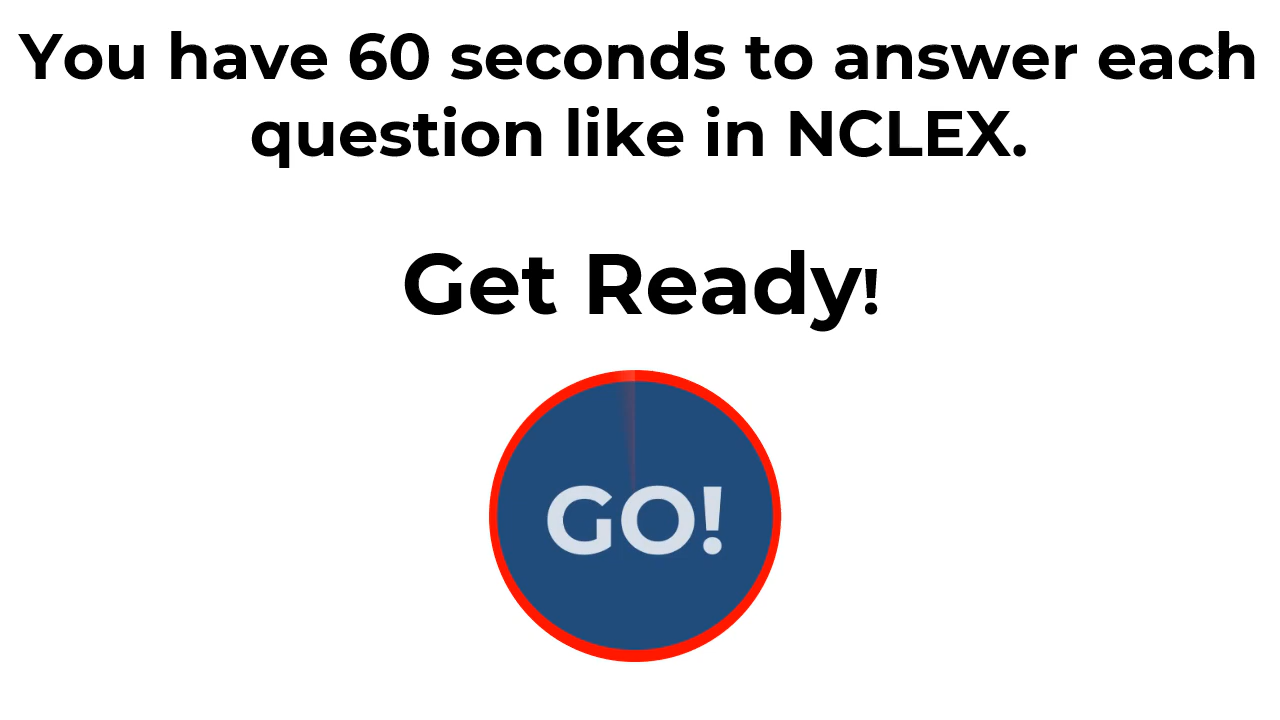 You have 60 seconds to answer each
question like in NCLEX.
Get Ready!
GO!